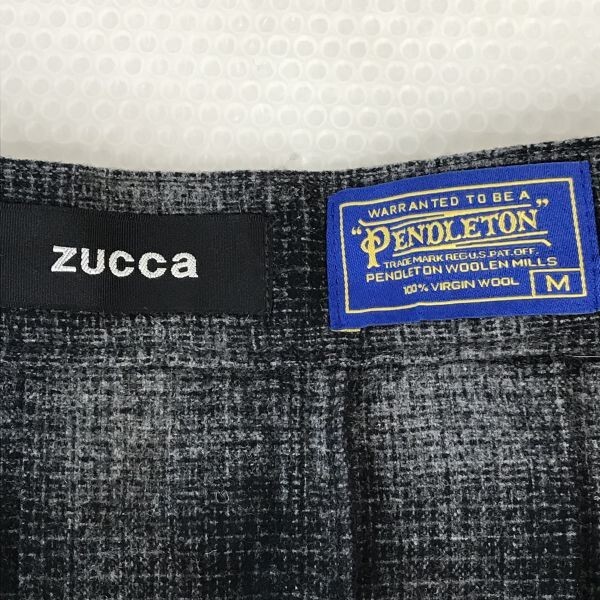 zucca
WARRANTED TO BE A
"PENDLETON"
TRADE MARK REG U.S. PAT. OFF
PENDLETON WOOLEN MILLS
100% VIRGIN WOOL
M